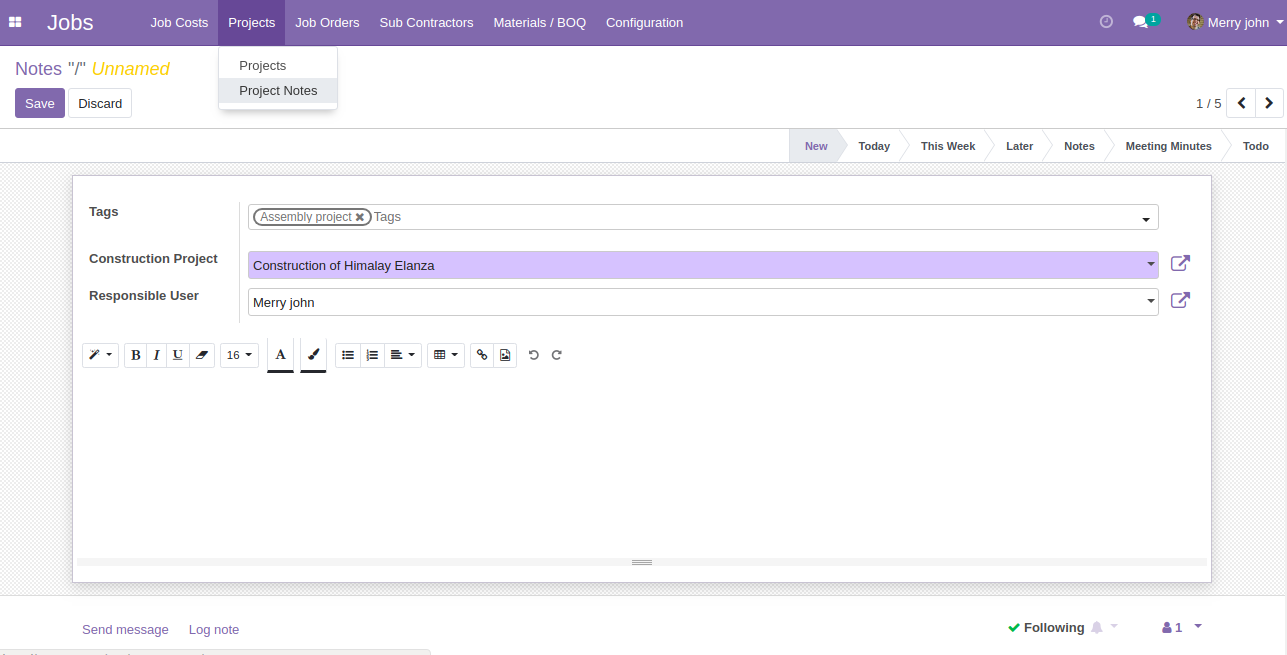 Jobs Job Costs Projects Job Orders Sub Contractors Materials / BOQ Configuration 1 Merry john
Projects
Project Notes
Notes "/" Unnamed
Save Discard
1 / 5
New Today This Week Later Notes Meeting Minutes Todo
Tags
Assembly project Tags
Construction Project
Construction of Himalay Elanza
Responsible User
Merry john
B I U 16 A
Send message Log note
Following 1